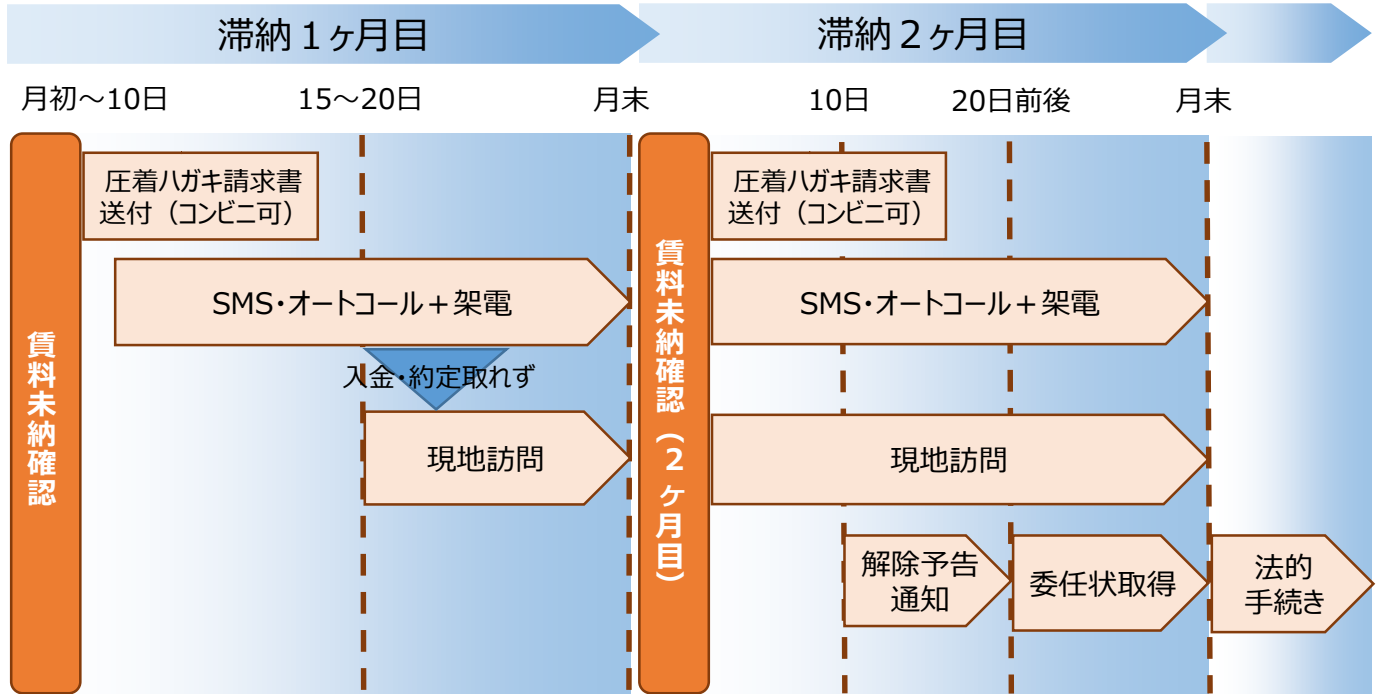 滞納1ヶ月目
滞納2ヶ月目
月初～10日
15～20日
月末
10日
20日前後
月末
賃料未納確認
圧着ハガキ請求書
送付（コンビニ可）
SMS・オートコール＋架電
入金・約定取れず
現地訪問
賃料未納確認（2ヶ月目）
圧着ハガキ請求書
送付（コンビニ可）
SMS・オートコール＋架電
現地訪問
解除予告
通知
委任状取得
法的
手続き